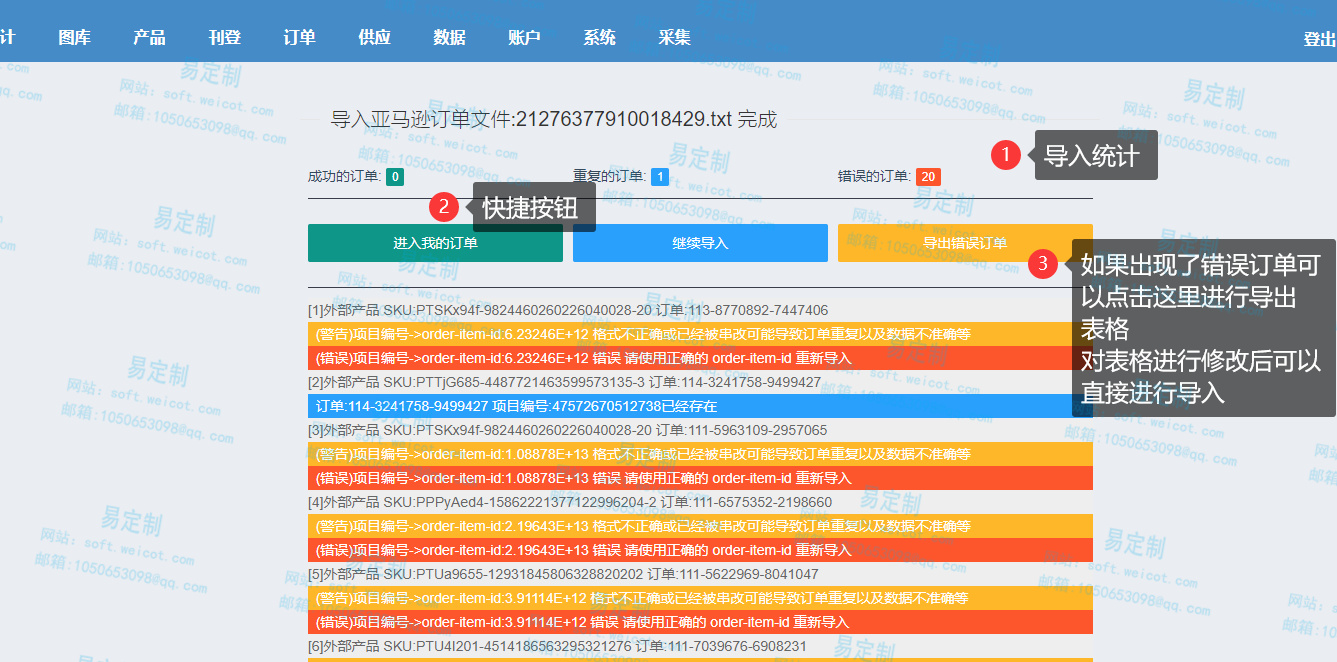 计 图库 产品 刊登 订单 供应 数据 账户 系统 采集 登出
导入亚马逊订单文件:21276377910018429.txt 完成
1 导入统计
成功的订单: 0 重复的订单: 1 错误的订单: 20
2 快捷按钮
进入我的订单 继续导入 导出错误订单
3 如果出现了错误订单可
以点击这里进行导出
表格
对表格进行修改后可以
直接进行导入
[1]外部产品 SKU:PTSKx94f-9824460260226040028-20 订单:113-8770892-7447406
(警告)项目编号->order-item-id:6.23246E+12 格式不正确或已经被串改可能导致订单重复以及数据不准确等
(错误)项目编号->order-item-id:6.23246E+12 错误 请使用正确的 order-item-id 重新导入
[2]外部产品 SKU:PTTjG685-4487721463599573135-3 订单:114-3241758-9499427
订单:114-3241758-9499427 项目编号:47572670512738已经存在
[3]外部产品 SKU:PTSKx94f-9824460260226040028-20 订单:111-5963109-2957065
(警告)项目编号->order-item-id:1.08878E+13 格式不正确或已经被串改可能导致订单重复以及数据不准确等
(错误)项目编号->order-item-id:1.08878E+13 错误 请使用正确的 order-item-id 重新导入
[4]外部产品 SKU:PPPyAed4-15862221377122996204-2 订单:111-6575352-2198660
(警告)项目编号->order-item-id:2.19643E+13 格式不正确或已经被串改可能导致订单重复以及数据不准确等
(错误)项目编号->order-item-id:2.19643E+13 错误 请使用正确的 order-item-id 重新导入
[5]外部产品 SKU:PTUa9655-12931845806328820202 订单:111-5622969-8041047
(警告)项目编号->order-item-id:3.91114E+12 格式不正确或已经被串改可能导致订单重复以及数据不准确等
(错误)项目编号->order-item-id:3.91114E+12 错误 请使用正确的 order-item-id 重新导入
[6]外部产品 SKU:PTU4I201-4514186563295321276 订单:111-7039676-6908231
易定制
网站: soft.weicot.com
邮箱:1050653098@qq.com